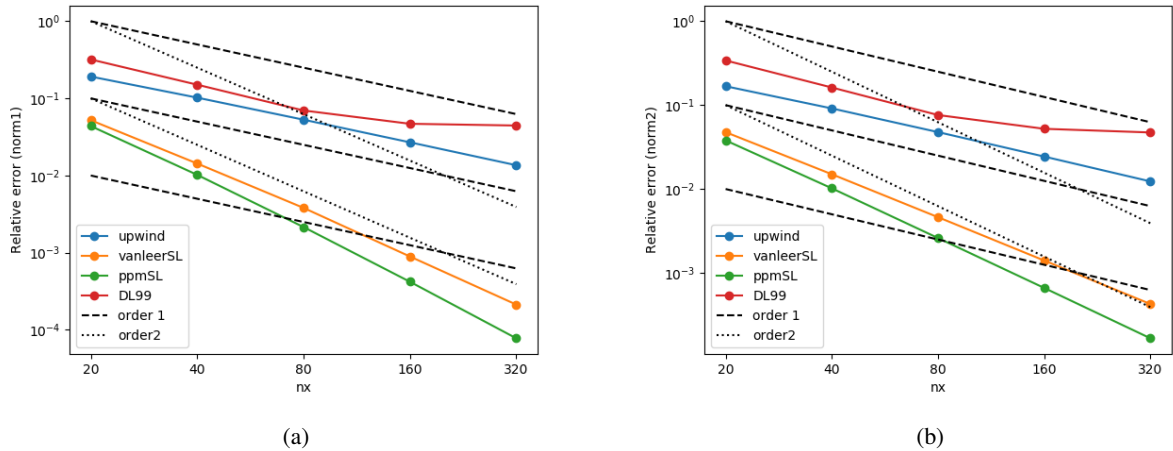 10⁰
10⁻¹
10⁻²
10⁻³
10⁻⁴
Relative error (norm1)
upwind
vanleerSL
ppmSL
DL99
order 1
order2
20 40 80 160 320
nx
(a)
10⁰
10⁻¹
10⁻²
10⁻³
Relative error (norm2)
upwind
vanleerSL
ppmSL
DL99
order 1
order2
20 40 80 160 320
nx
(b)